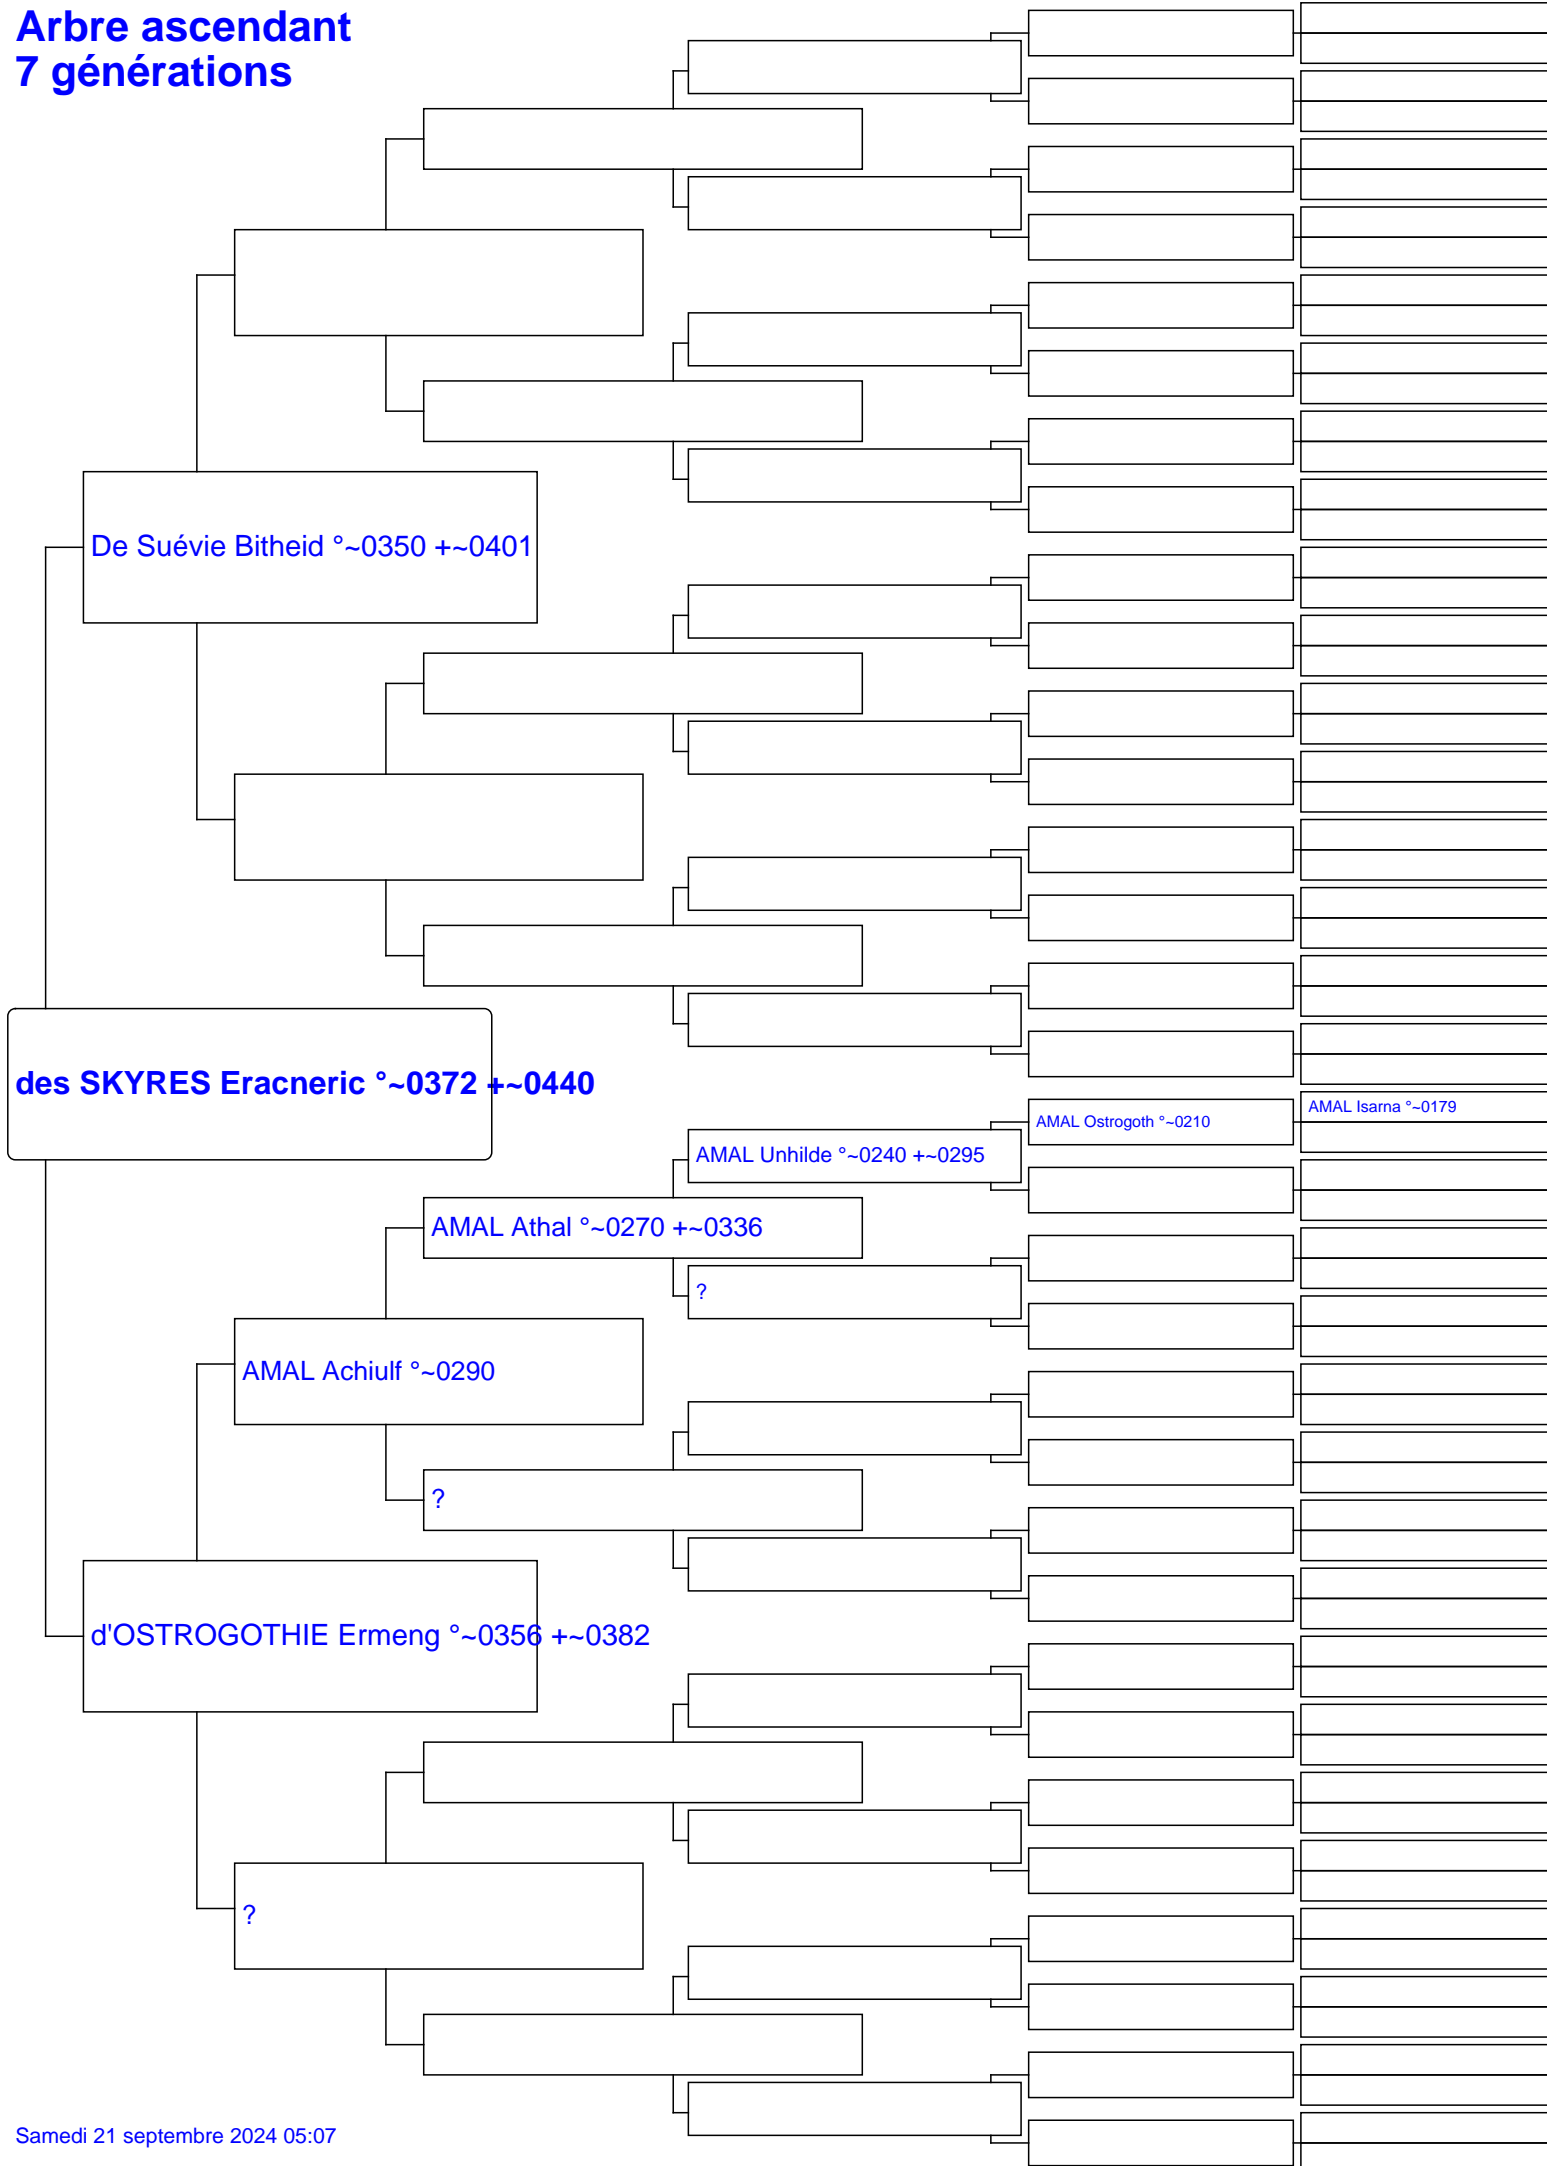 Arbre ascendant
7 générations
De Suévie Bitheid °~0350 +~0401
des SKYRES Eracneric °~0372 +~0440
AMAL Isarna °~0179
AMAL Ostrogoth °~0210
AMAL Unhilde °~0240 +~0295
AMAL Athal °~0270 +~0336
?
AMAL Achiulf °~0290
?
d'OSTROGOTHIE Ermeng °~0356 +~0382
?
Samedi 21 septembre 2024 05:07